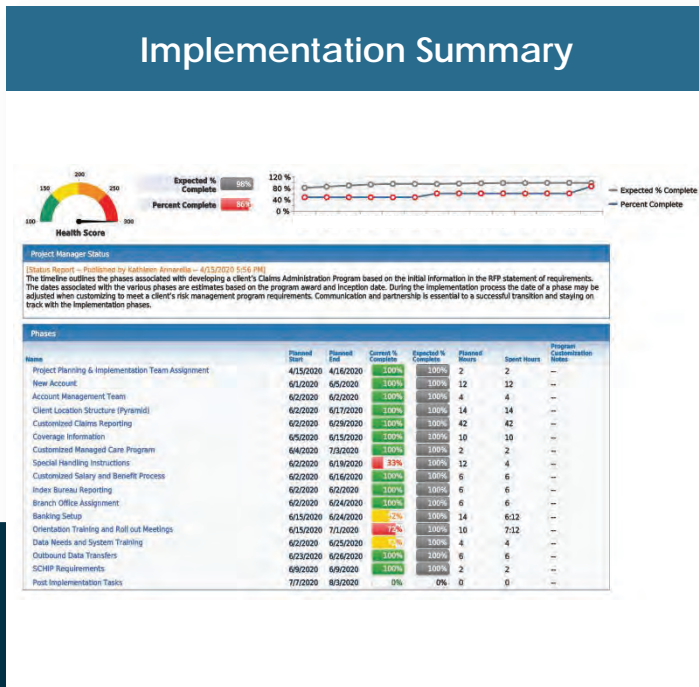 Implementation Summary
200
150 250
100 300
Health Score
Expected % Complete 98%
Percent Complete 86%
120 %
80 %
40 %
0 %
Expected % Complete
Percent Complete
Project Manager Status
[Status Report -- Published by Kathleen Annarella -- 4/15/2020 5:56 PM]
The timeline outlines the phases associated with developing a client's Claims Administration Program based on the initial information in the RFP statement of requirements.
The dates associated with the various phases are estimates based on the program award and inception date. During the implementation process the date of a phase may be
adjusted when customizing to meet a client's risk management program requirements. Communication and partnership is essential to a successful transition and staying on
track with the implementation phases.
Phases
Name Planned Start Planned End Current % Complete Expected % Complete Planned Hours Spent Hours Program Customization Notes
Project Planning & Implementation Team Assignment 4/15/2020 4/16/2020 100% 100% 2 2 --
New Account 6/1/2020 6/5/2020 100% 100% 12 12 --
Account Management Team 6/2/2020 6/2/2020 100% 100% 4 4 --
Client Location Structure (Pyramid) 6/2/2020 6/17/2020 100% 100% 14 14 --
Customized Claims Reporting 6/2/2020 6/29/2020 100% 100% 42 42 --
Coverage Information 6/5/2020 6/15/2020 100% 100% 10 10 --
Customized Managed Care Program 6/4/2020 7/3/2020 100% 100% 2 2 --
Special Handling Instructions 6/2/2020 6/19/2020 33% 100% 12 4 --
Customized Salary and Benefit Process 6/2/2020 6/16/2020 100% 100% 6 6 --
Index Bureau Reporting 6/2/2020 6/2/2020 100% 100% 6 6 --
Branch Office Assignment 6/2/2020 6/24/2020 100% 100% 6 6 --
Banking Setup 6/15/2020 6/24/2020 100% 14 6:12 --
Orientation Training and Roll out Meetings 6/15/2020 7/1/2020 72% 100% 10 7:12 --
Data Needs and System Training 6/2/2020 6/25/2020 100% 4 4 --
Outbound Data Transfers 6/23/2020 6/26/2020 100% 100% 6 6 --
SCHIP Requirements 6/9/2020 6/9/2020 100% 100% 2 2 --
Post Implementation Tasks 7/7/2020 8/3/2020 0% 0% 0 0 --